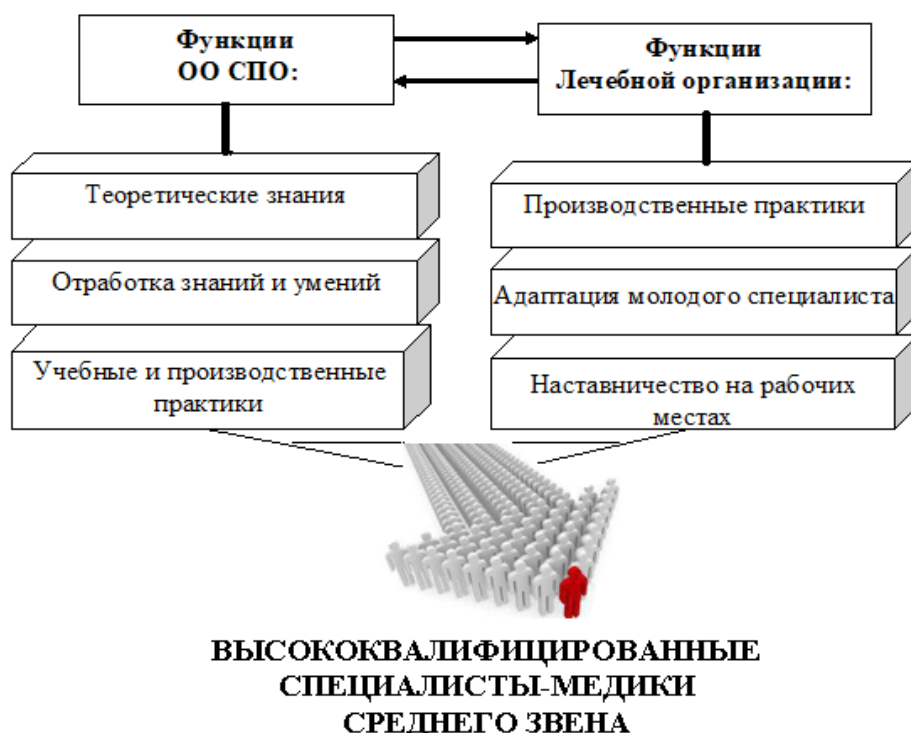 Функции
ОО СПО:
Функции
Лечебной организации:
Теоретические знания
Отработка знаний и умений
Учебные и производственные
практики
Производственные практики
Адаптация молодого специалиста
Наставничество на рабочих
местах
ВЫСОКОКВАЛИФИЦИРОВАННЫЕ
СПЕЦИАЛИСТЫ-МЕДИКИ
СРЕДНЕГО ЗВЕНА